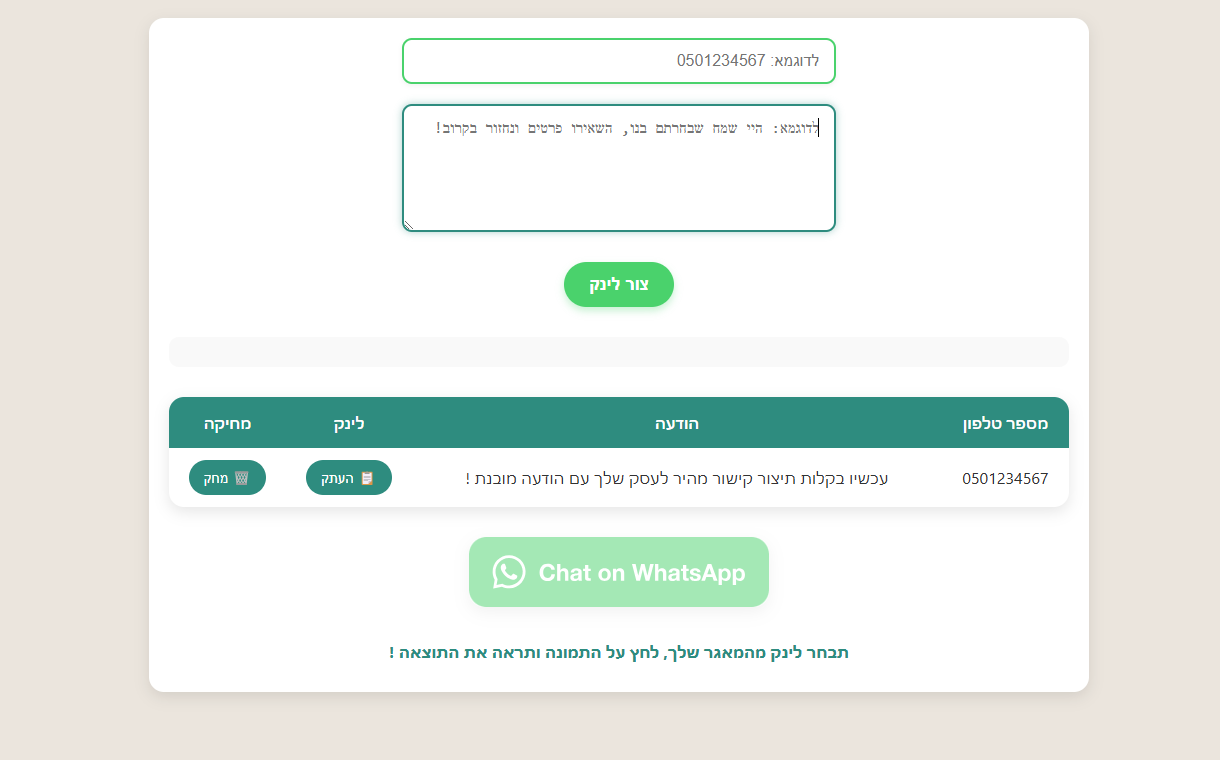 לדוגמא: 0501234567
לדוגמא: היי שמח שבחרתם בנו, השאירו פרטים ונחזור בקרוב!
צור לינק
מספר טלפון הודעה לינק מחיקה
0501234567 עכשיו בקלות תיצור קישור מהיר לעסק שלך עם הודעה מובנת ! העתק מחק
Chat on WhatsApp
תבחר לינק מהמאגר שלך, לחץ על התמונה ותראה את התוצאה !